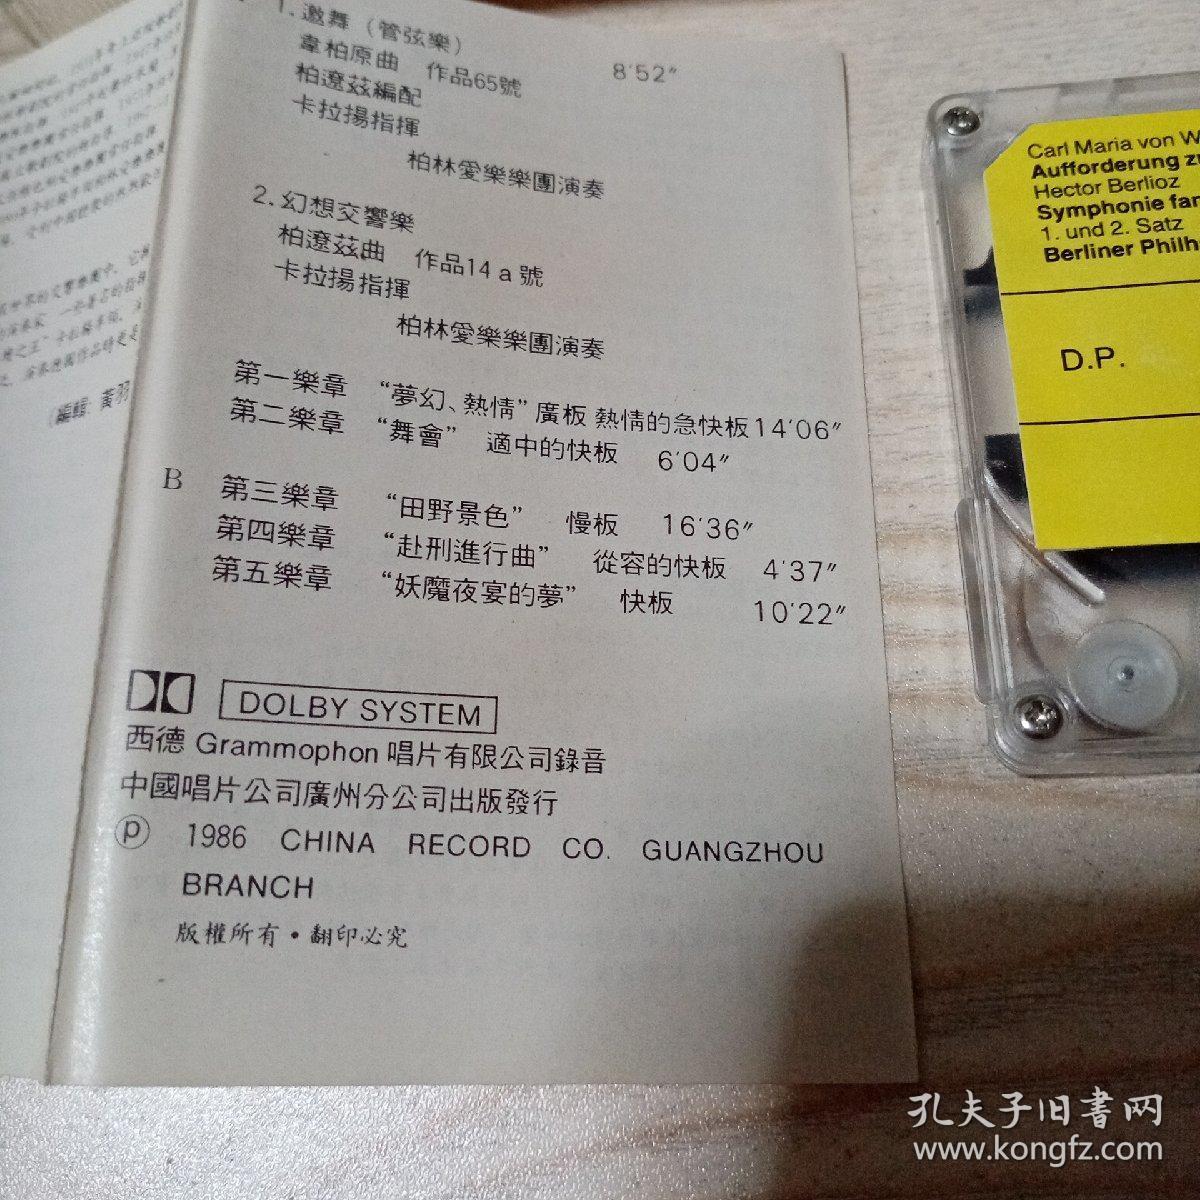 1. 邀舞（管弦樂） 8′52″
韋柏原曲 作品65號
柏遼茲編配
卡拉揚指揮
柏林愛樂樂團演奏
2. 幻想交響樂
柏遼茲曲 作品14a號
卡拉揚指揮
柏林愛樂樂團演奏
第一樂章 “夢幻、熱情” 廣板 熱情的急快板 14′06″
第二樂章 “舞會” 適中的快板 6′04″
B 第三樂章 “田野景色” 慢板 16′36″
第四樂章 “赴刑進行曲” 從容的快板 4′37″
第五樂章 “妖魔夜宴的夢” 快板 10′22″
DOLBY SYSTEM
西德 Grammophon 唱片有限公司錄音
中國唱片公司廣州分公司出版發行
Ⓟ 1986 CHINA RECORD CO. GUANGZHOU
BRANCH
版權所有·翻印必究
(編輯: 黃羽
Carl Maria von W
Aufforderung zu
Hector Berlioz
Symphonie fan
1. und 2. Satz
Berliner Philh
D.P.
孔夫子旧書网
www.kongfz.com